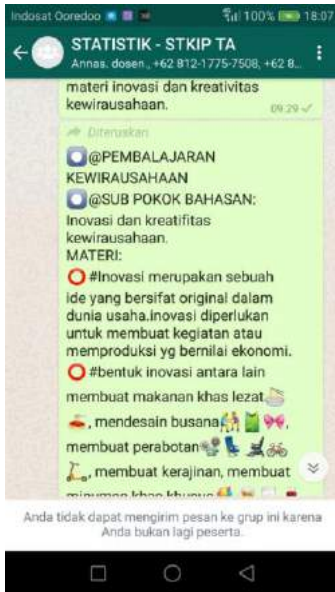 Indosat Ooredoo 100% 18:07
STATISTIK - STKIP TA
Annas. dosen., +62 812-1775-7508, +62 8...
materi inovasi dan kreativitas
kewirausahaan.
09.29
Diteruskan
@PEMBALAJARAN
KEWIRAUSAHAAN
@SUB POKOK BAHASAN:
Inovasi dan kreatifitas
kewirausahaan.
MATERI:
#Inovasi merupakan sebuah
ide yang bersifat original dalam
dunia usaha.inovasi diperlukan
untuk membuat kegiatan atau
memproduksi yg bernilai ekonomi.
#bentuk inovasi antara lain
membuat makanan khas lezat
, mendesain busana,
membuat perabotan
, membuat kerajinan, membuat
minuman khas khusus
Anda tidak dapat mengirim pesan ke grup ini karena
Anda bukan lagi peserta.